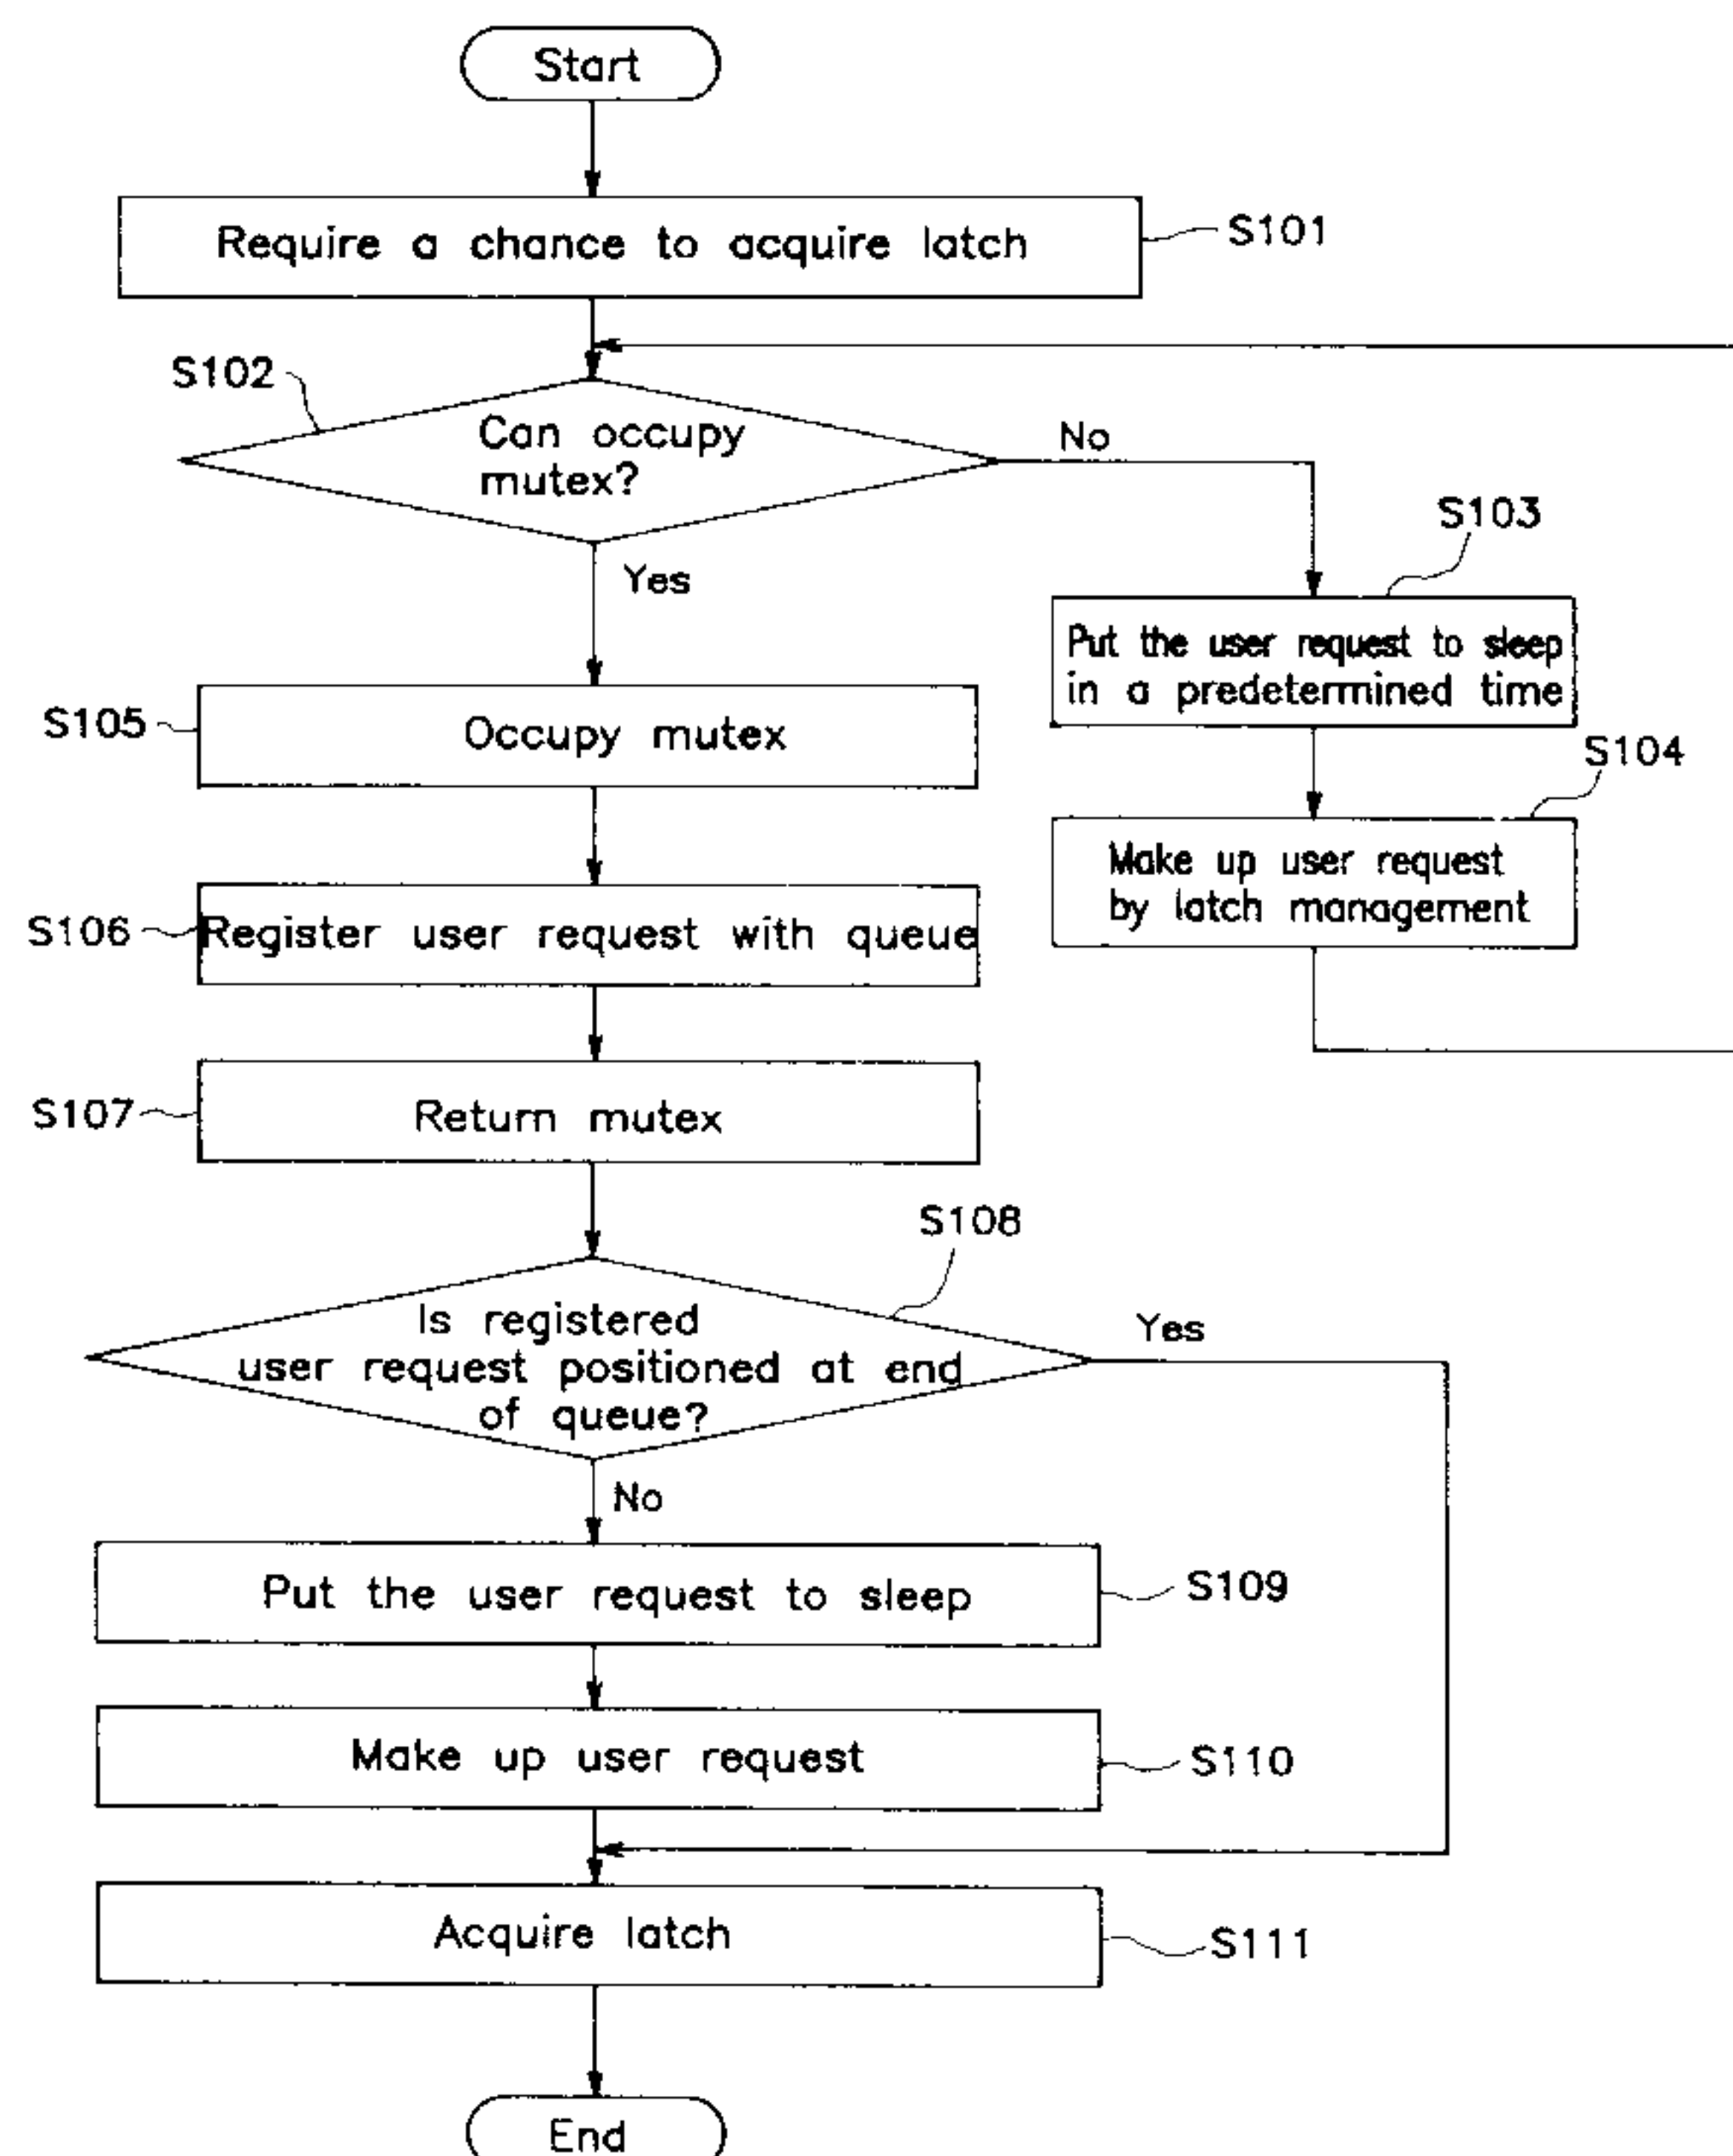 Start
Require a chance to acquire latch
S101
S102
Can occupy
mutex?
No
Yes
S103
Put the user request to sleep
in a predetermined time
S104
Make up user request
by latch management
S105
Occupy mutex
S106
Register user request with queue
S107
Return mutex
S108
Is registered
user request positioned at end
of queue?
Yes
No
Put the user request to sleep
S109
Make up user request
S110
Acquire latch
S111
End